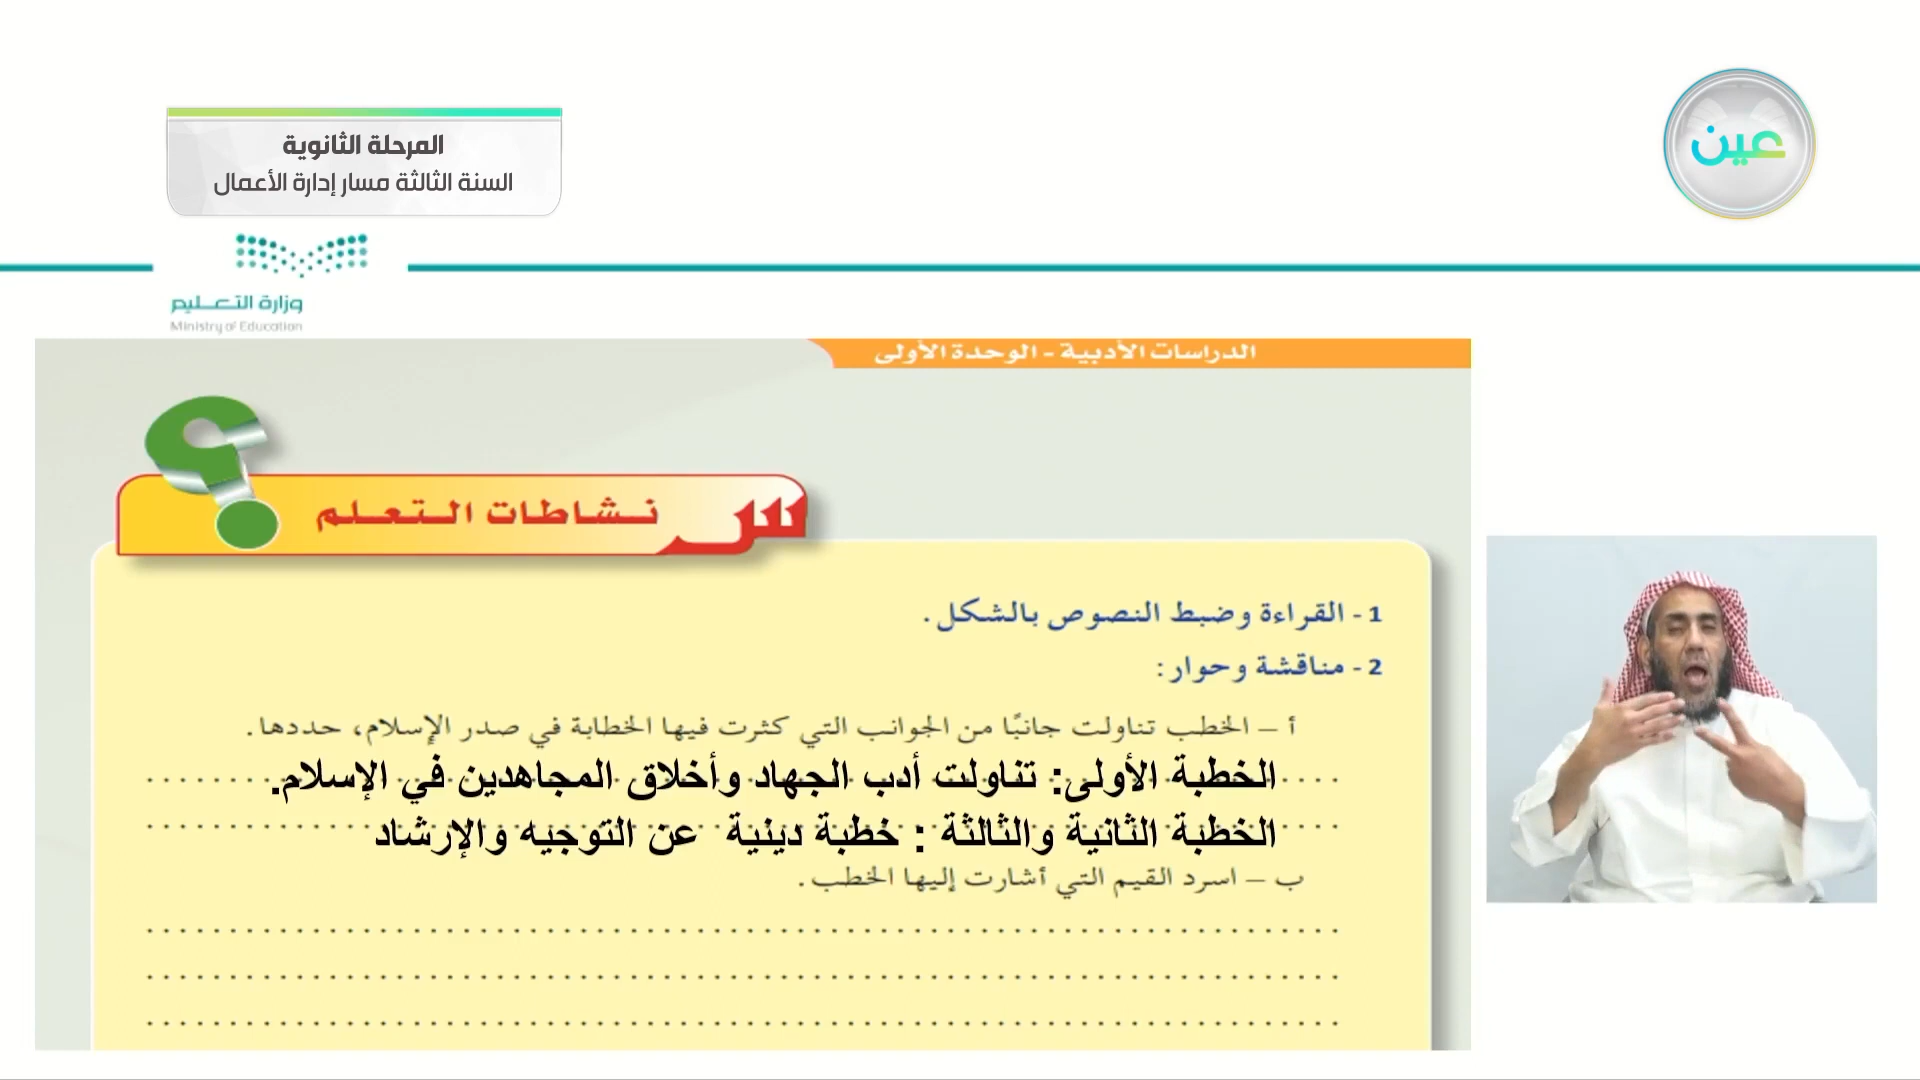 المرحلة الثانوية
السنة الثالثة مسار إدارة الأعمال
عين
وزارة التعليم
Ministry of Education
الدراسات الأدبية - الوحدة الأولى
س نشاطات التعلم ؟
1 - القراءة وضبط النصوص بالشكل.
2 - مناقشة وحوار:
أ – الخطب تناولت جانبًا من الجوانب التي كثرت فيها الخطابة في صدر الإسلام، حددها.
الخطبة الأولى: تناولت أدب الجهاد وأخلاق المجاهدين في الإسلام.
الخطبة الثانية والثالثة : خطبة دينية عن التوجيه والإرشاد
ب – اسرد القيم التي أشارت إليها الخطب.